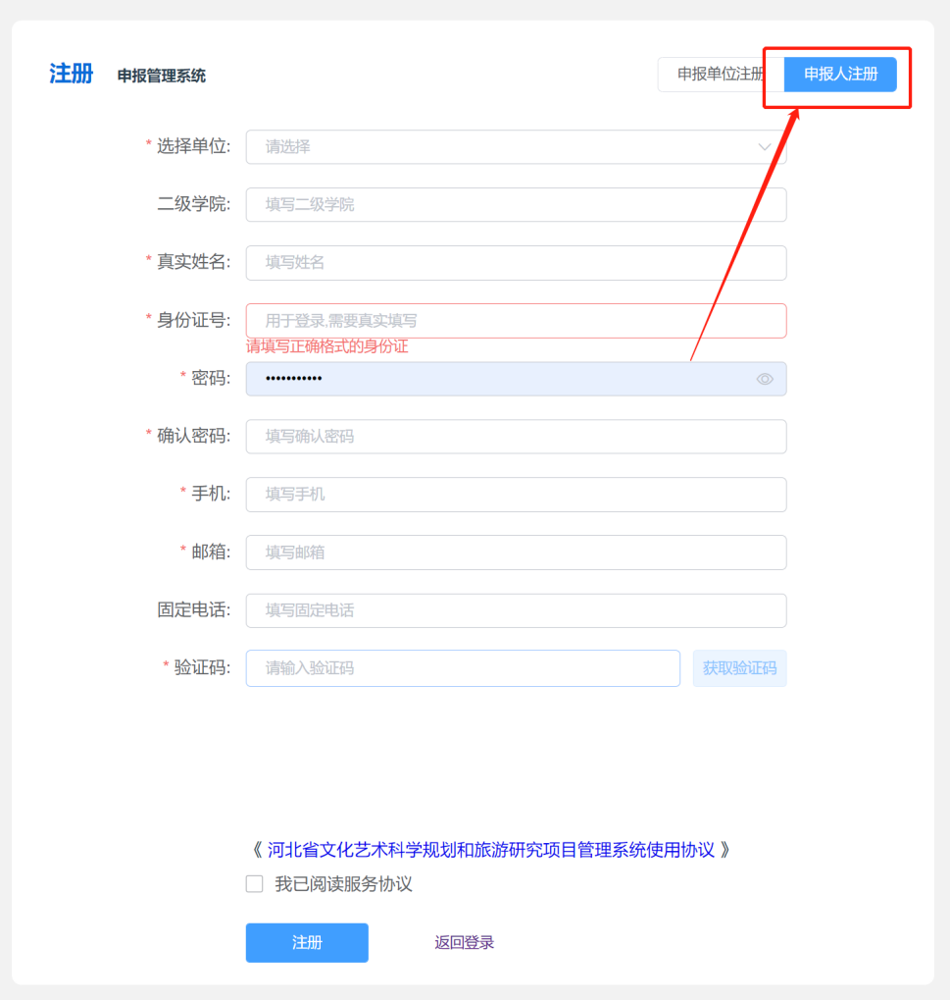 注册 申报管理系统 申报单位注册 申报人注册
* 选择单位: 请选择
二级学院: 填写二级学院
* 真实姓名: 填写姓名
* 身份证号: 用于登录,需要真实填写
请填写正确格式的身份证
* 密码: •••••••••••
* 确认密码: 填写确认密码
* 手机: 填写手机
* 邮箱: 填写邮箱
固定电话: 填写固定电话
* 验证码: 请输入验证码 获取验证码
《 河北省文化艺术科学规划和旅游研究项目管理系统使用协议 》
我已阅读服务协议
注册 返回登录